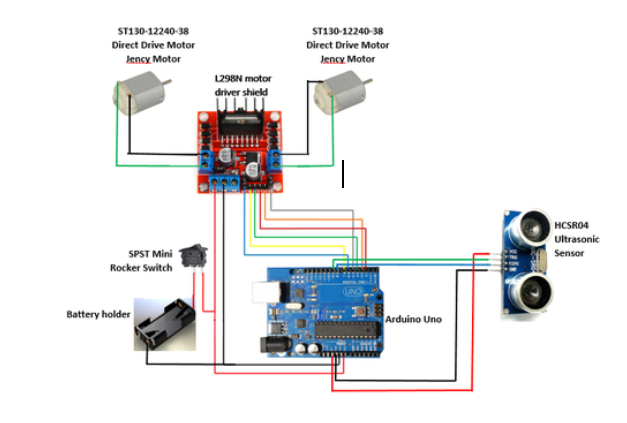 ST130-12240-38
Direct Drive Motor
Jency Motor
ST130-12240-38
Direct Drive Motor
Jency Motor
L298N motor
driver shield
SPST Mini
Rocker Switch
Battery holder
UNO
Arduino Uno
HCSR04
Ultrasonic
Sensor